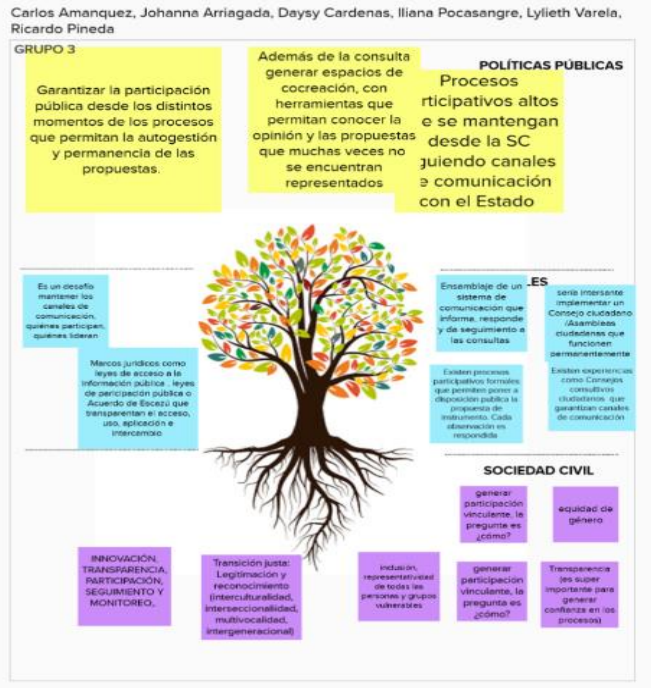 Carlos Amanquez, Johanna Arriagada, Daysy Cardenas, Iliana Pocasangre, Lylieth Varela,
Ricardo Pineda
GRUPO 3
POLÍTICAS PÚBLICAS
Garantizar la participación
pública desde los distintos
momentos de los procesos
que permitan la autogestión
y permanencia de las
propuestas.
Además de la consulta
generar espacios de
cocreación, con
herramientas que
permitan conocer la
opinión y las propuestas
que muchas veces no
se encuentran
representados
Procesos
rticipativos altos
e se mantengan
desde la SC
guiendo canales
e comunicación
con el Estado
Es un desafío
mantener los
canales de
comunicación,
quiénes participan,
quiénes lideran
Marcos jurídicos como
leyes de acceso a la
información pública , leyes
de pericipación pública o
Acuerdo de Escazú que
transparentan el acceso,
uso, aplicación e
intercambio
LES
Ensamblaje de un
sistema de
comunicación que
informa, responde
y da seguimiento a
las consultas
sería intersante
implementar un
Consejo ciudadano
/Asambleas
ciudadanas que
funcionen
permanentemente
Existen procesos
participativos formales
que permiten poner a
disposición publica la
propuesta de
instrumento. Cada
observación es
respondida
Existen experiencias
como Consejos
consultivos
ciudadanos que
garantizan canales
de comunicación
SOCIEDAD CIVIL
generar
participación
vinculante, la
pregunta es
¿cómo?
equidad de
género
INNOVACIÓN,
TRANSPARENCIA,
PARTICIPACIÓN,
SEGUIMIENTO Y
MONITOREO,
Transición justa:
Legitimación y
reconocimiento
(interculturalidad,
interseccionaliidad,
multivocalidad,
intergeneracional)
inclusión,
representatividad
de todas las
personas y grupos
vulnerables
generar
participación
vinculante, la
pregunta es
¿cómo?
Transparencia
(es super
importante para
generar
confianza en los
procesos)